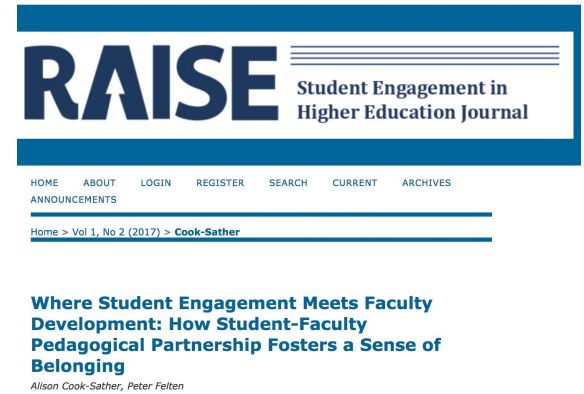 RAISE
Student Engagement in
Higher Education Journal
HOME ABOUT LOGIN REGISTER SEARCH CURRENT ARCHIVES
ANNOUNCEMENTS
Home > Vol 1, No 2 (2017) > Cook-Sather
Where Student Engagement Meets Faculty
Development: How Student-Faculty
Pedagogical Partnership Fosters a Sense of
Belonging
Alison Cook-Sather, Peter Felten